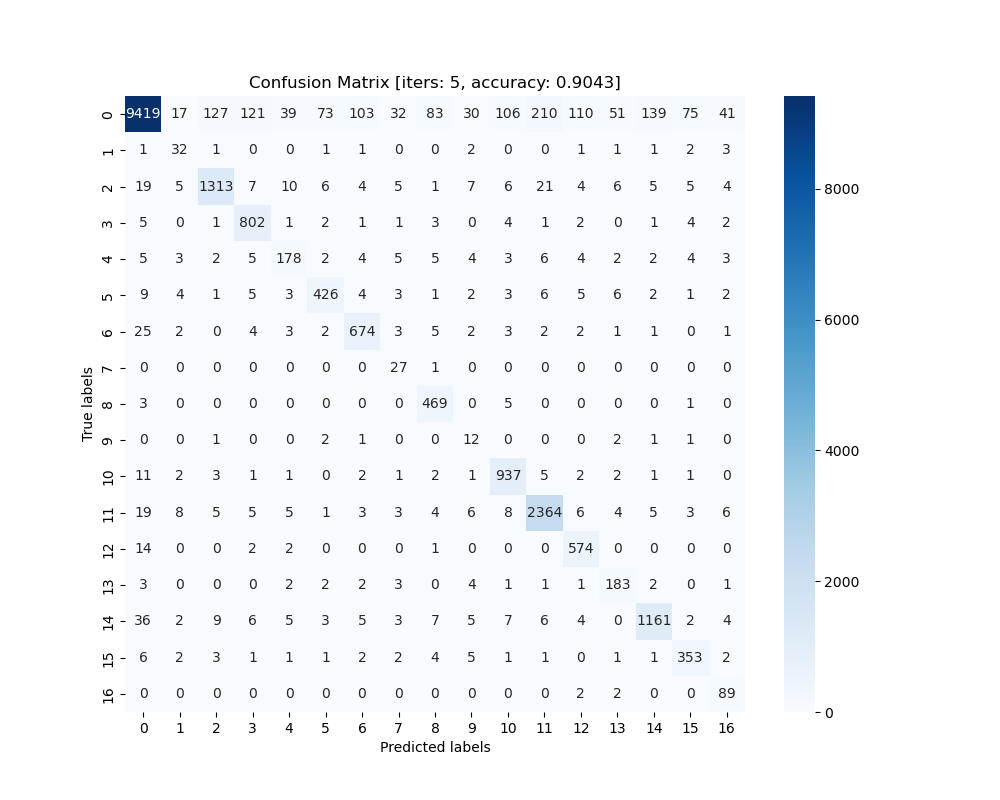 Confusion Matrix [iters: 5, accuracy: 0.9043]
0 9419 17 127 121 39 73 103 32 83 30 106 210 110 51 139 75 41
1 1 32 1 0 0 1 1 0 0 2 0 0 1 1 1 2 3
2 19 5 1313 7 10 6 4 5 1 7 6 21 4 6 5 5 4
3 5 0 1 802 1 2 1 1 3 0 4 1 2 0 1 4 2
4 5 3 2 5 178 2 4 5 5 4 3 6 4 2 2 4 3
5 9 4 1 5 3 426 4 3 1 2 3 6 5 6 2 1 2
6 25 2 0 4 3 2 674 3 5 2 3 2 2 1 1 0 1
7 0 0 0 0 0 0 0 27 1 0 0 0 0 0 0 0 0
8 3 0 0 0 0 0 0 0 469 0 5 0 0 0 0 1 0
9 0 0 1 0 0 2 1 0 0 12 0 0 0 2 1 1 0
10 11 2 3 1 1 0 2 1 2 1 937 5 2 2 1 1 0
11 19 8 5 5 5 1 3 3 4 6 8 2364 6 4 5 3 6
12 14 0 0 2 2 0 0 0 1 0 0 0 574 0 0 0 0
13 3 0 0 0 2 2 2 3 0 4 1 1 1 183 2 0 1
14 36 2 9 6 5 3 5 3 7 5 7 6 4 0 1161 2 4
15 6 2 3 1 1 1 2 2 4 5 1 1 0 1 1 353 2
16 0 0 0 0 0 0 0 0 0 0 0 0 2 2 0 0 89
0 1 2 3 4 5 6 7 8 9 10 11 12 13 14 15 16
Predicted labels
True labels
8000
6000
4000
2000
0